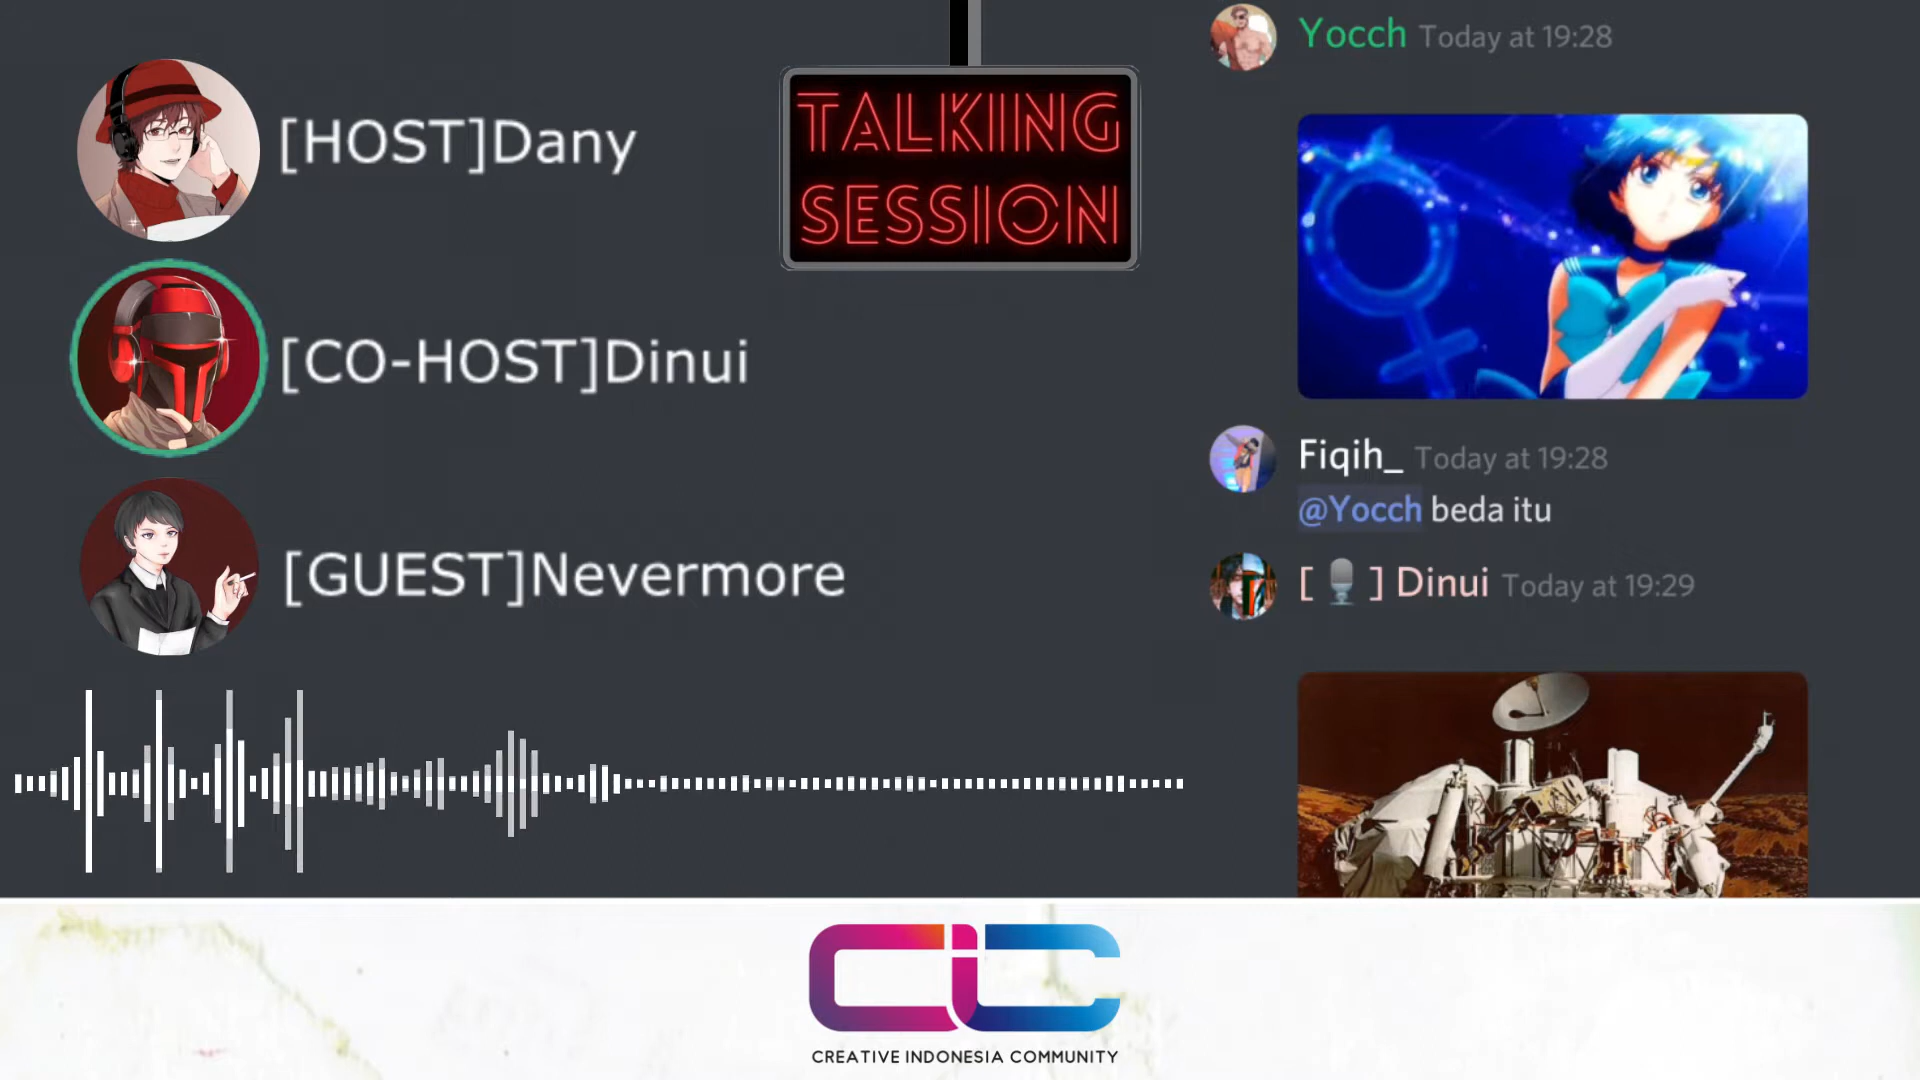 [HOST]Dany
[CO-HOST]Dinui
[GUEST]Nevermore
TALKING
SESSION
Yocch Today at 19:28
Fiqih_ Today at 19:28
@Yocch beda itu
[🎙️] Dinui Today at 19:29
CIC
CREATIVE INDONESIA COMMUNITY